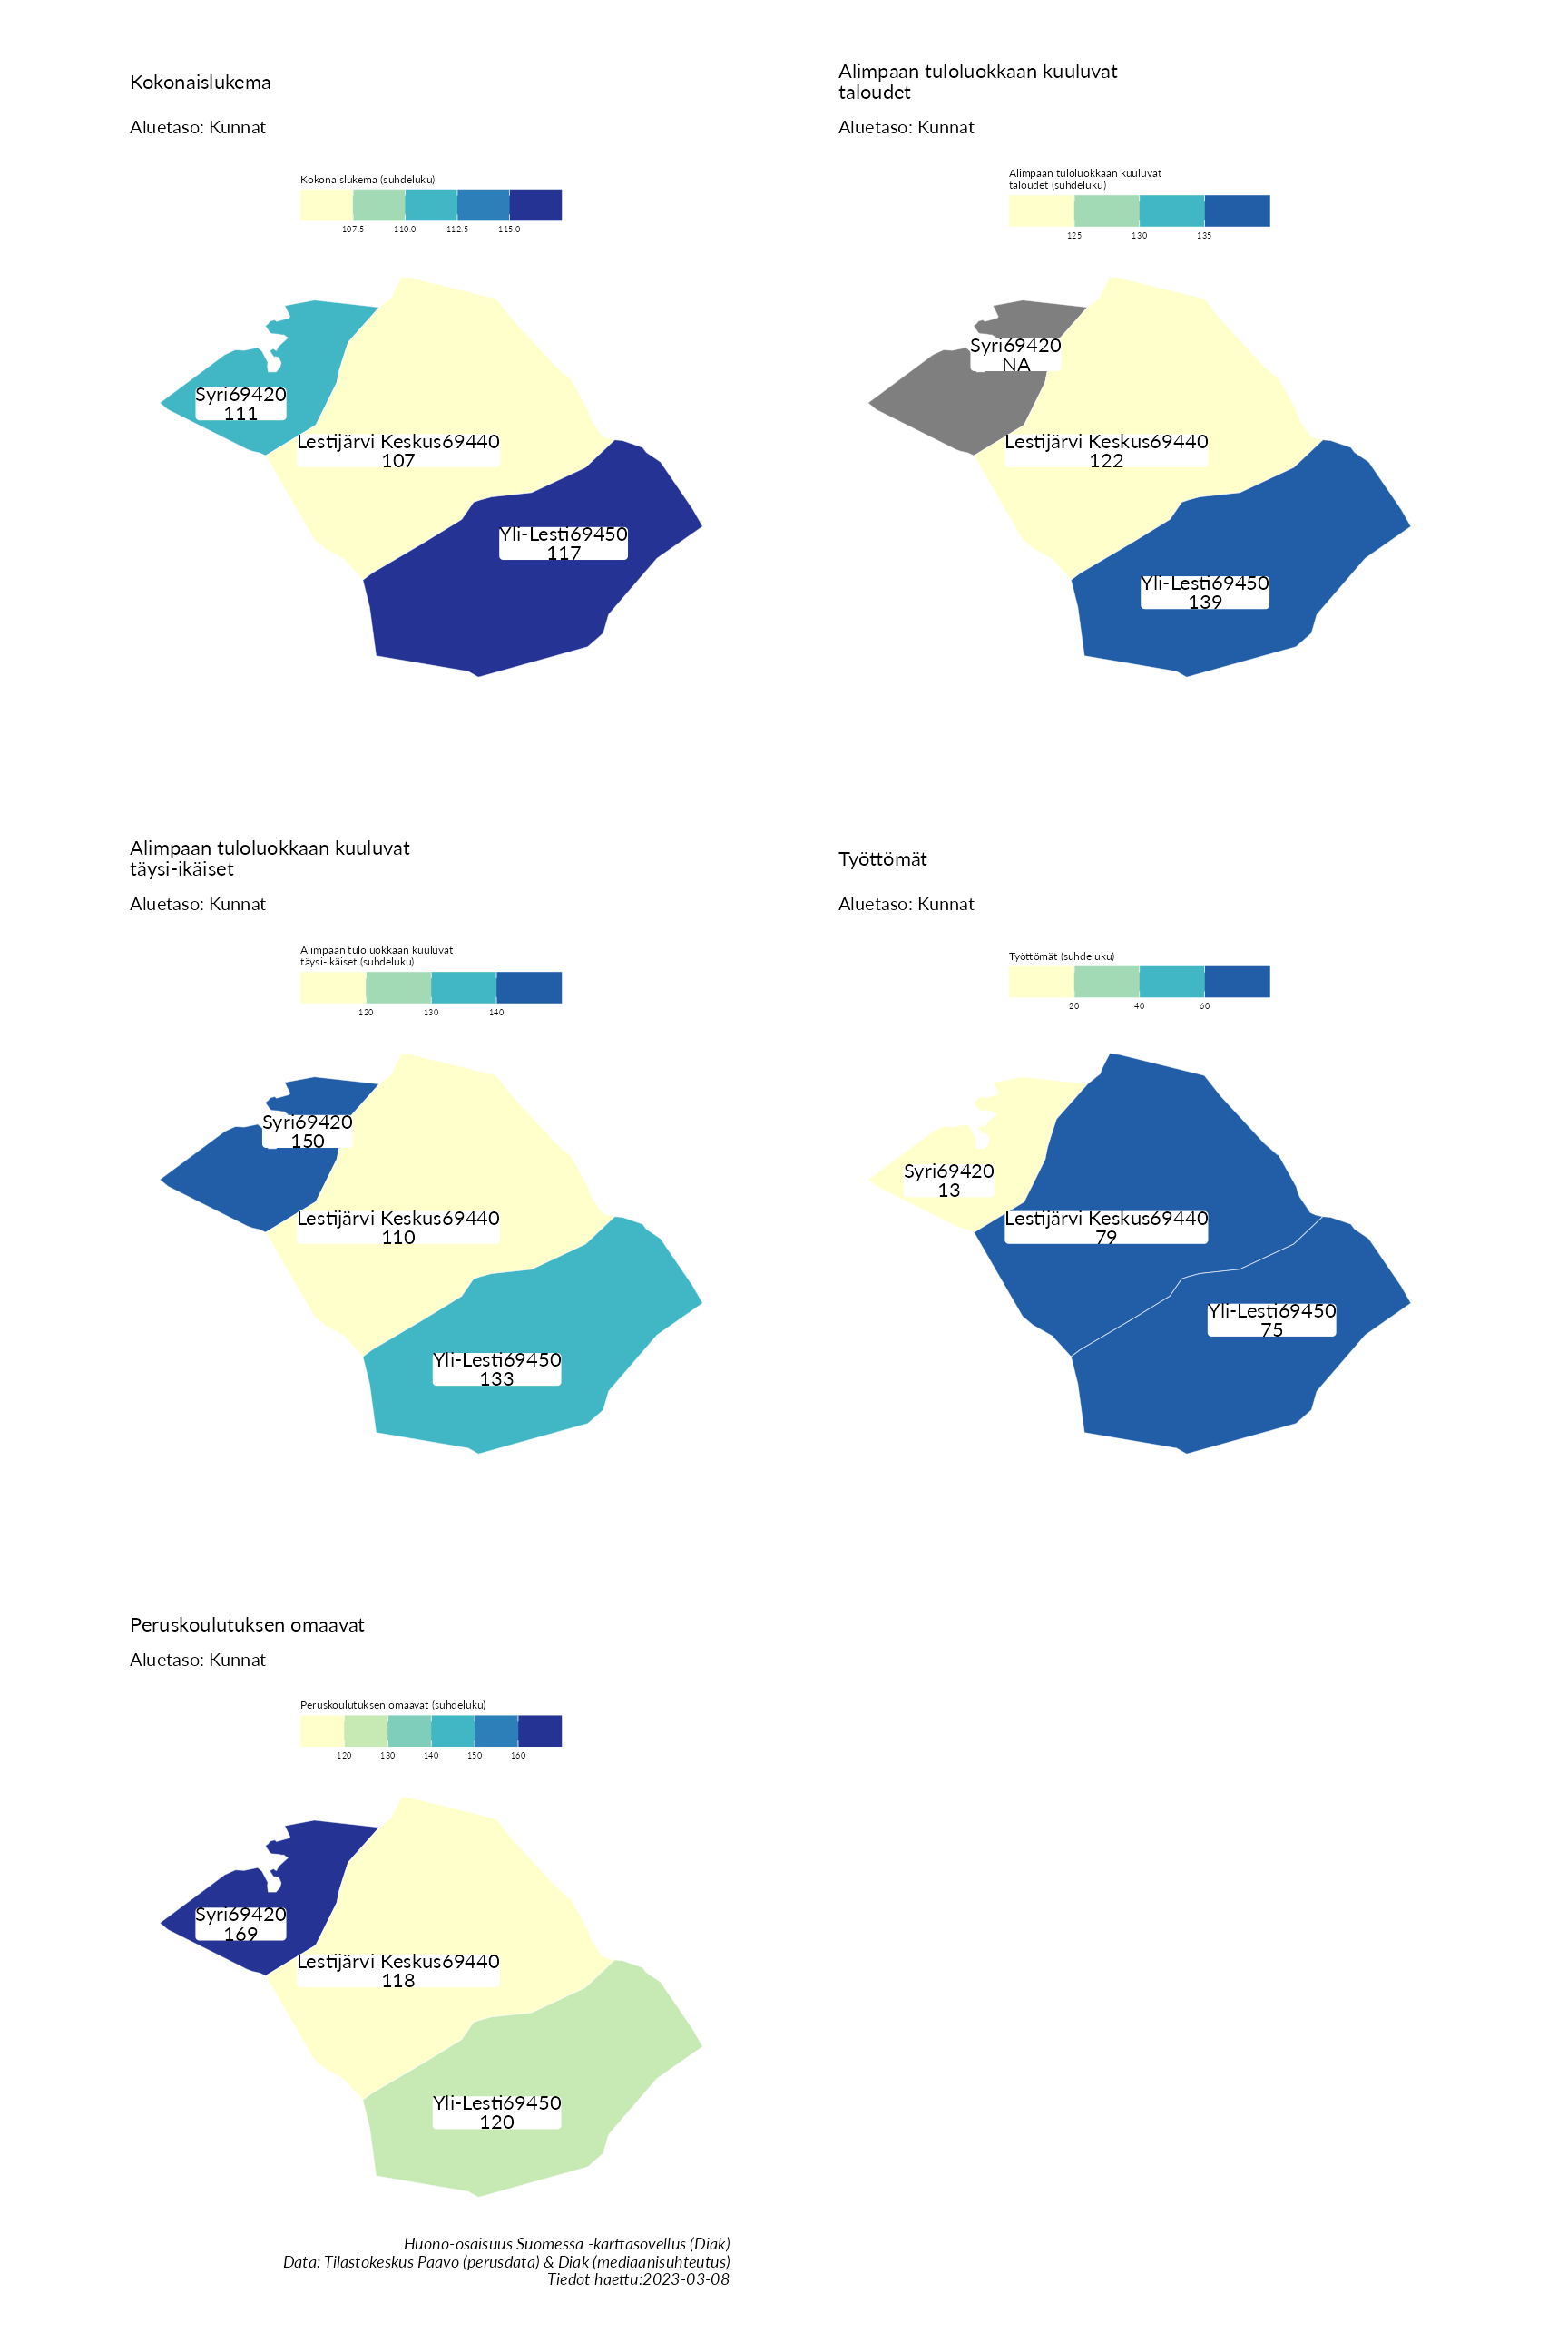 Kokonaislukema
Aluetaso: Kunnat
Kokonaislukema (suhdeluku)
107.5 110.0 112.5 115.0
Syri69420
111
Lestijärvi Keskus69440
107
Yli-Lesti69450
117
Alimpaan tuloluokkaan kuuluvat
taloudet
Aluetaso: Kunnat
Alimpaan tuloluokkaan kuuluvat
taloudet (suhdeluku)
125 130 135
Syri69420
NA
Lestijärvi Keskus69440
122
Yli-Lesti69450
139
Alimpaan tuloluokkaan kuuluvat
täysi-ikäiset
Aluetaso: Kunnat
Alimpaan tuloluokkaan kuuluvat
täysi-ikäiset (suhdeluku)
120 130 140
Syri69420
150
Lestijärvi Keskus69440
110
Yli-Lesti69450
133
Työttömät
Aluetaso: Kunnat
Työttömät (suhdeluku)
20 40 60
Syri69420
13
Lestijärvi Keskus69440
79
Yli-Lesti69450
75
Peruskoulutuksen omaavat
Aluetaso: Kunnat
Peruskoulutuksen omaavat (suhdeluku)
120 130 140 150 160
Syri69420
169
Lestijärvi Keskus69440
118
Yli-Lesti69450
120
Huono-osaisuus Suomessa -karttasovellus (Diak)
Data: Tilastokeskus Paavo (perusdata) & Diak (mediaanisuhteutus)
Tiedot haettu:2023-03-08